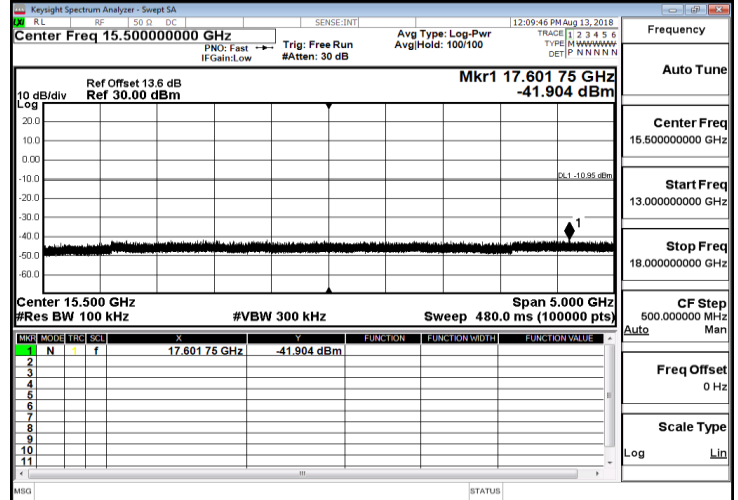 Keysight Spectrum Analyzer - Swept SA
LXI RL RF 50 Ω DC SENSE:INT 12:09:46 PM Aug 13, 2018
Center Freq 15.500000000 GHz
PNO: Fast
IFGain:Low
Trig: Free Run
#Atten: 30 dB
Avg Type: Log-Pwr
Avg|Hold: 100/100
TRACE 1 2 3 4 5 6
TYPE M W W W W W
DET P N N N N N
Ref Offset 13.6 dB
10 dB/div Ref 30.00 dBm
Log
Mkr1 17.601 75 GHz
-41.904 dBm
20.0
10.0
0.00
DL1 -10.95 dBm
-10.0
-20.0
-30.0
1
-40.0
-50.0
-60.0
Center 15.500 GHz Span 5.000 GHz
#Res BW 100 kHz #VBW 300 kHz Sweep 480.0 ms (100000 pts)
MKR MODE TRC SCL X Y FUNCTION FUNCTION WIDTH FUNCTION VALUE
1 N 1 f 17.601 75 GHz -41.904 dBm
2
3
4
5
6
7
8
9
10
11
MSG STATUS
Frequency
Auto Tune
Center Freq
15.500000000 GHz
Start Freq
13.000000000 GHz
Stop Freq
18.000000000 GHz
CF Step
500.000000 MHz
Auto Man
Freq Offset
0 Hz
Scale Type
Log Lin